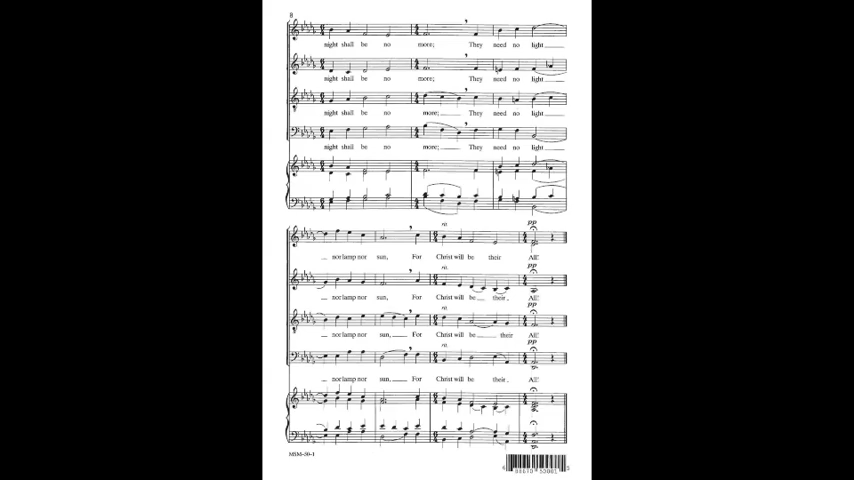 8
night shall be no more; They need no light
night shall be no more; They need no light
night shall be no more; They need no light
night shall be no more; They need no light
pp
nor lamp nor sun, For Christ will be their All!
pp
nor lamp nor sun, For Christ will be their All!
pp
nor lamp nor sun, For Christ will be their All!
pp
nor lamp nor sun, For Christ will be their All!
MSM-50-1